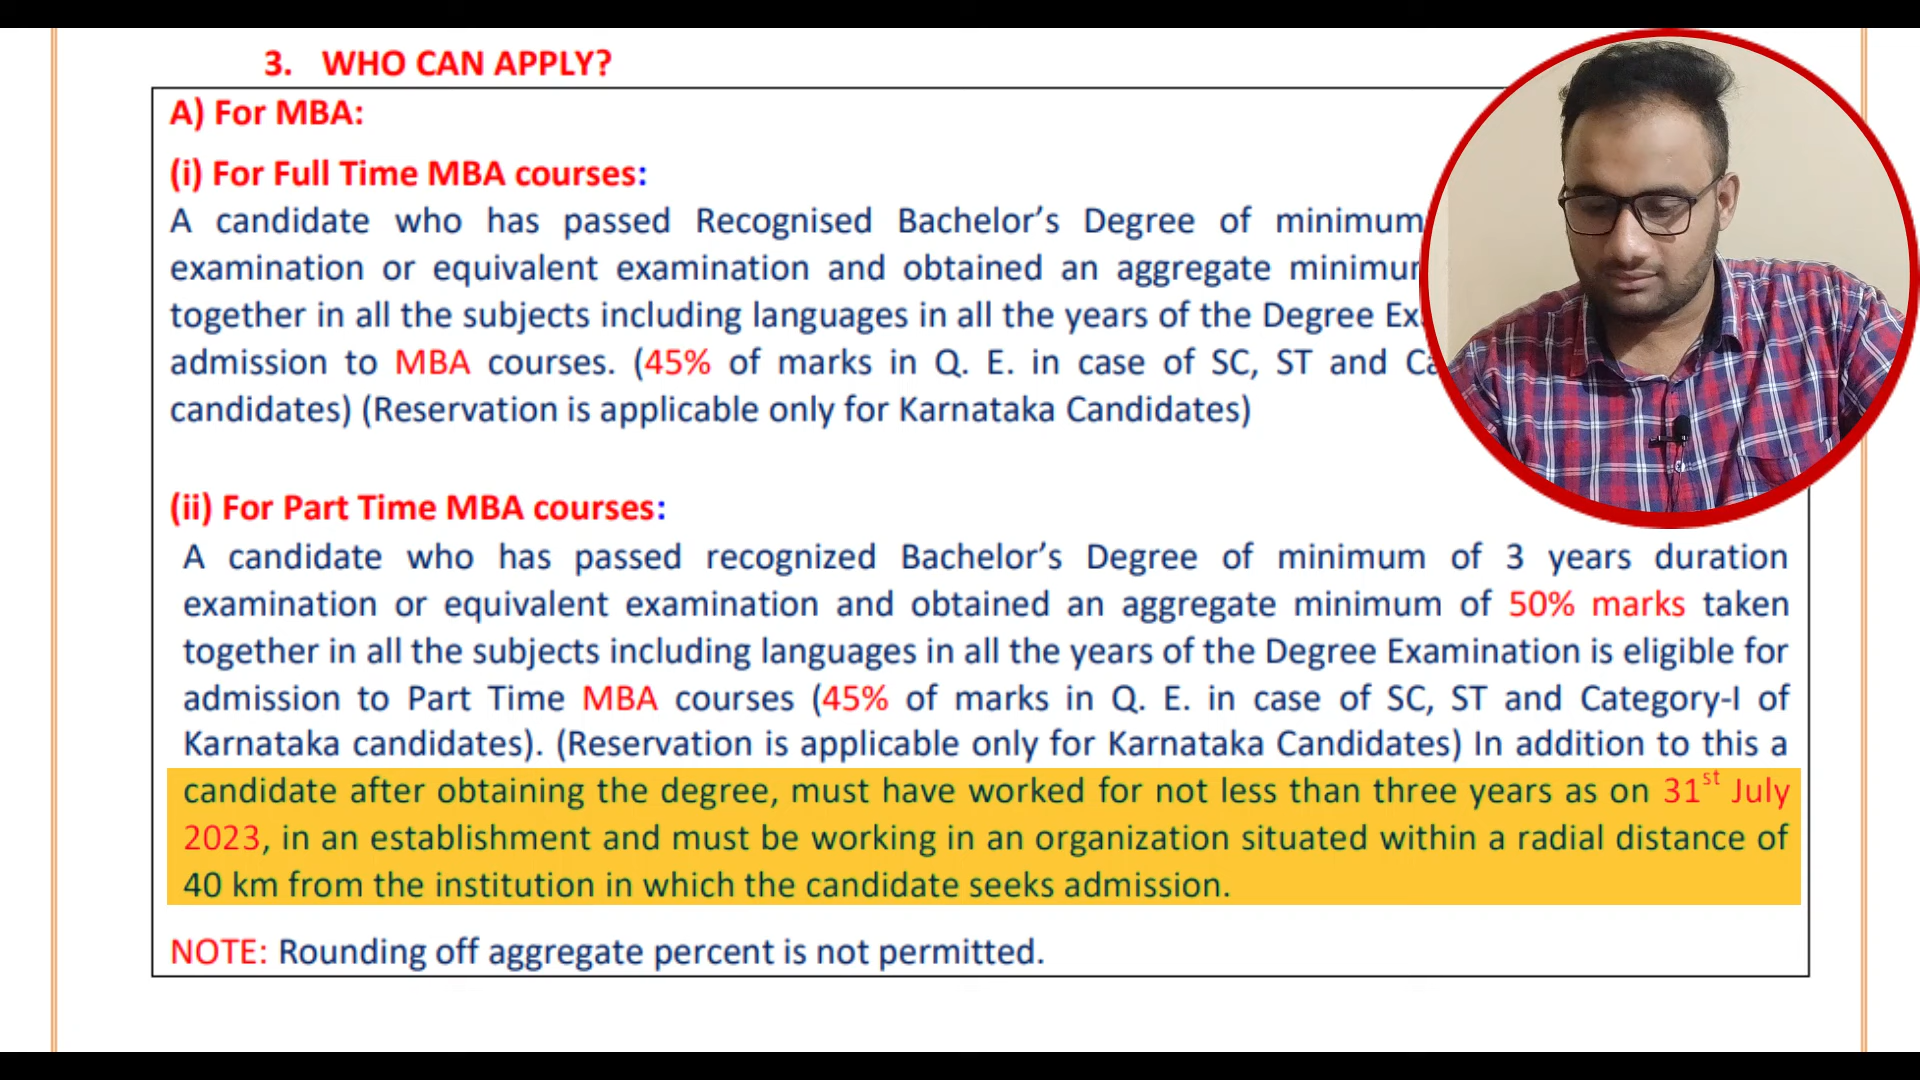 3. WHO CAN APPLY?
A) For MBA:
(i) For Full Time MBA courses:
A candidate who has passed Recognised Bachelor’s Degree of minimum
examination or equivalent examination and obtained an aggregate
together in all the subjects including languages in all the years of the Degree
admission to MBA courses. (45% of marks in Q. E. in case of SC, ST and
candidates) (Reservation is applicable only for Karnataka Candidates)
(ii) For Part Time MBA courses:
A candidate who has passed recognized Bachelor’s Degree of minimum of 3 years duration
examination or equivalent examination and obtained an aggregate minimum of 50% marks taken
together in all the subjects including languages in all the years of the Degree Examination is eligible for
admission to Part Time MBA courses (45% of marks in Q. E. in case of SC, ST and Category-I of
Karnataka candidates). (Reservation is applicable only for Karnataka Candidates) In addition to this a
candidate after obtaining the degree, must have worked for not less than three years as on 31st July
2023, in an establishment and must be working in an organization situated within a radial distance of
40 km from the institution in which the candidate seeks admission.
NOTE: Rounding off aggregate percent is not permitted.